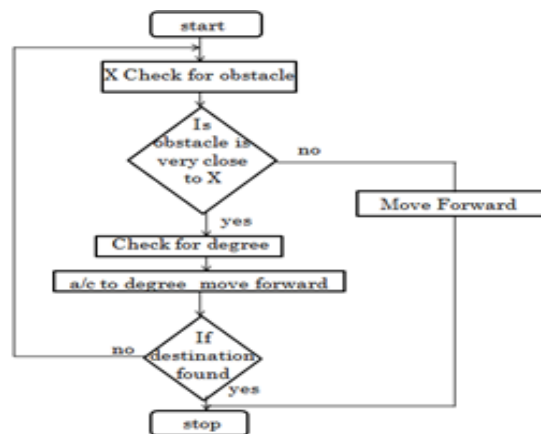 start
X Check for obstacle
Is
obstacle is
very close
to X
no
yes
Move Forward
Check for degree
a/c to degree move forward
If
destination
found
no
yes
stop